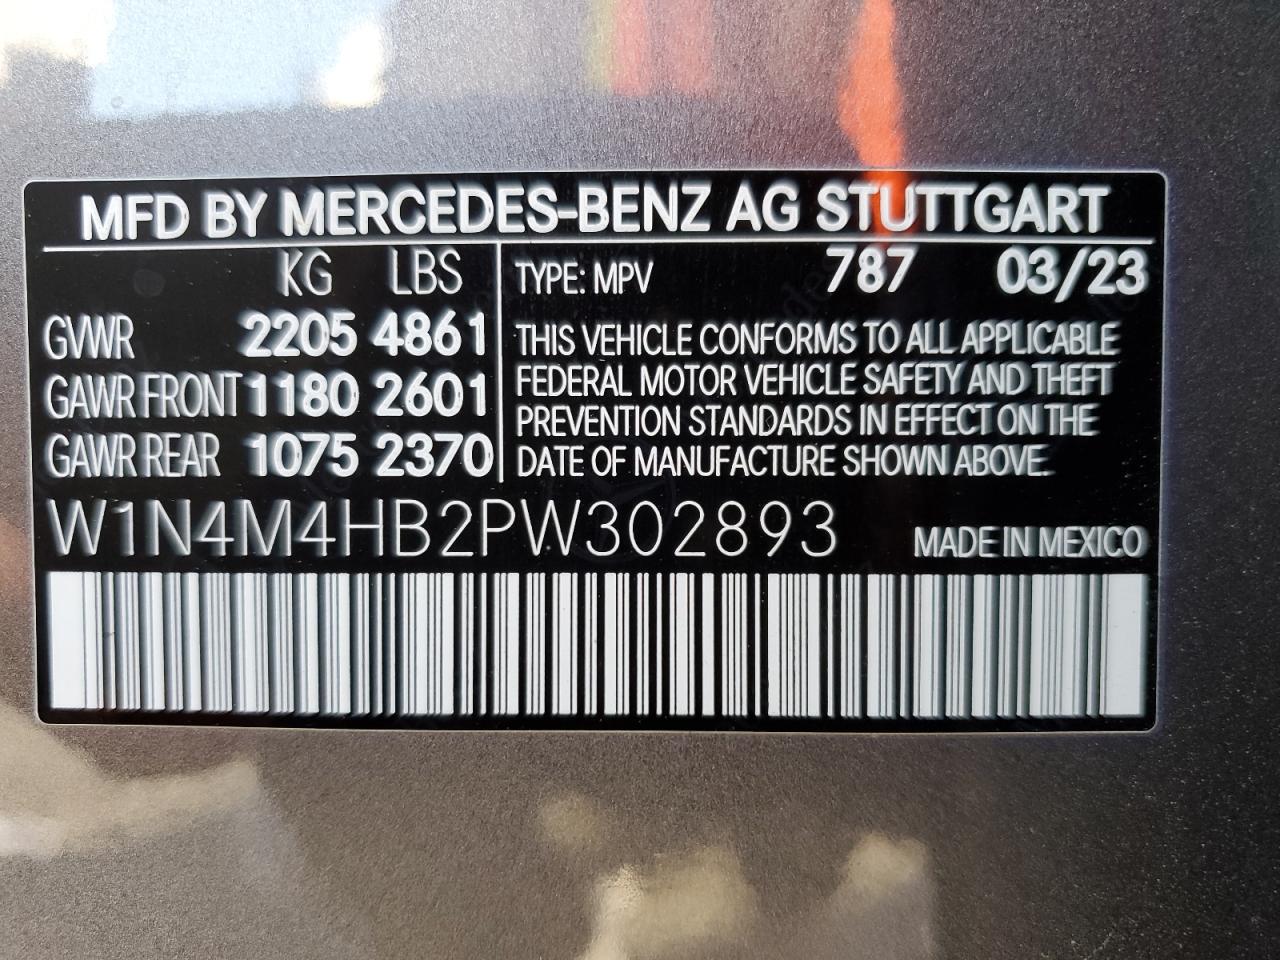 MFD BY MERCEDES-BENZ AG STUTTGART
KG LBS
GVWR 2205 4861
GAWR FRONT 1180 2601
GAWR REAR 1075 2370
TYPE: MPV 787 03/23
THIS VEHICLE CONFORMS TO ALL APPLICABLE
FEDERAL MOTOR VEHICLE SAFETY AND THEFT
PREVENTION STANDARDS IN EFFECT ON THE
DATE OF MANUFACTURE SHOWN ABOVE.
W1N4M4HB2PW302893 MADE IN MEXICO